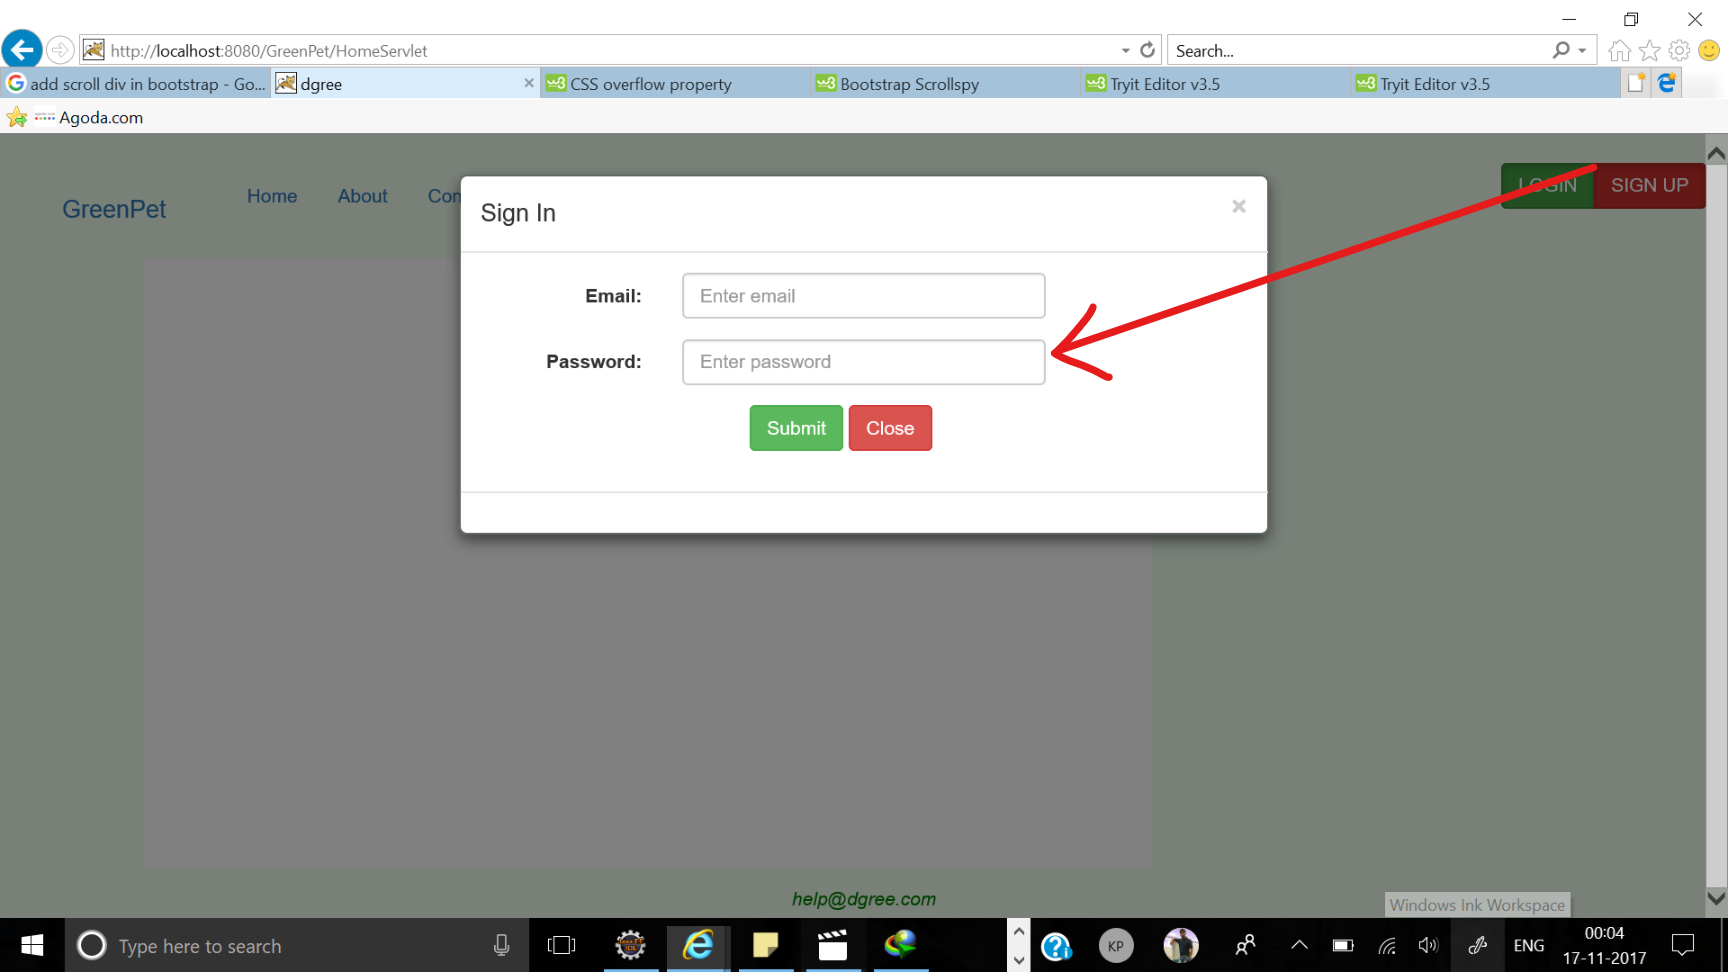 http://localhost:8080/GreenPet/HomeServlet
Search...
add scroll div in bootstrap - Go...
dgree
CSS overflow property
Bootstrap Scrollspy
Tryit Editor v3.5
Tryit Editor v3.5
Agoda.com
GreenPet
Home
About
Con
LOGIN
SIGN UP
Sign In
×
Email:
Enter email
Password:
Enter password
Submit
Close
help@dgree.com
Windows Ink Workspace
Type here to search
KP
ENG
00:04
17-11-2017